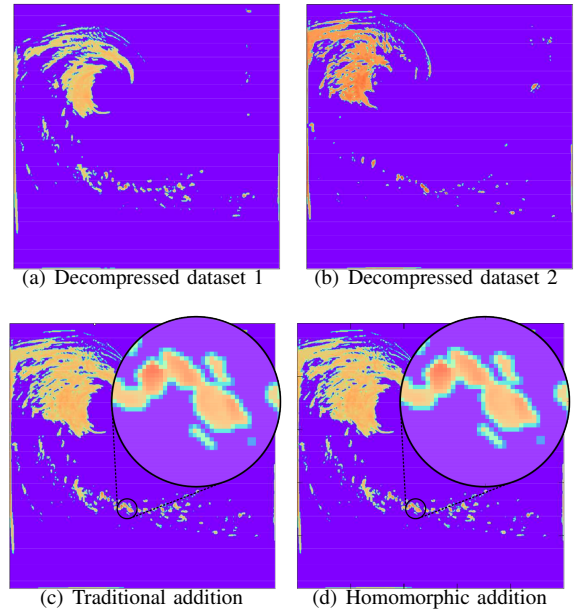 (a) Decompressed dataset 1
(b) Decompressed dataset 2
(c) Traditional addition
(d) Homomorphic addition